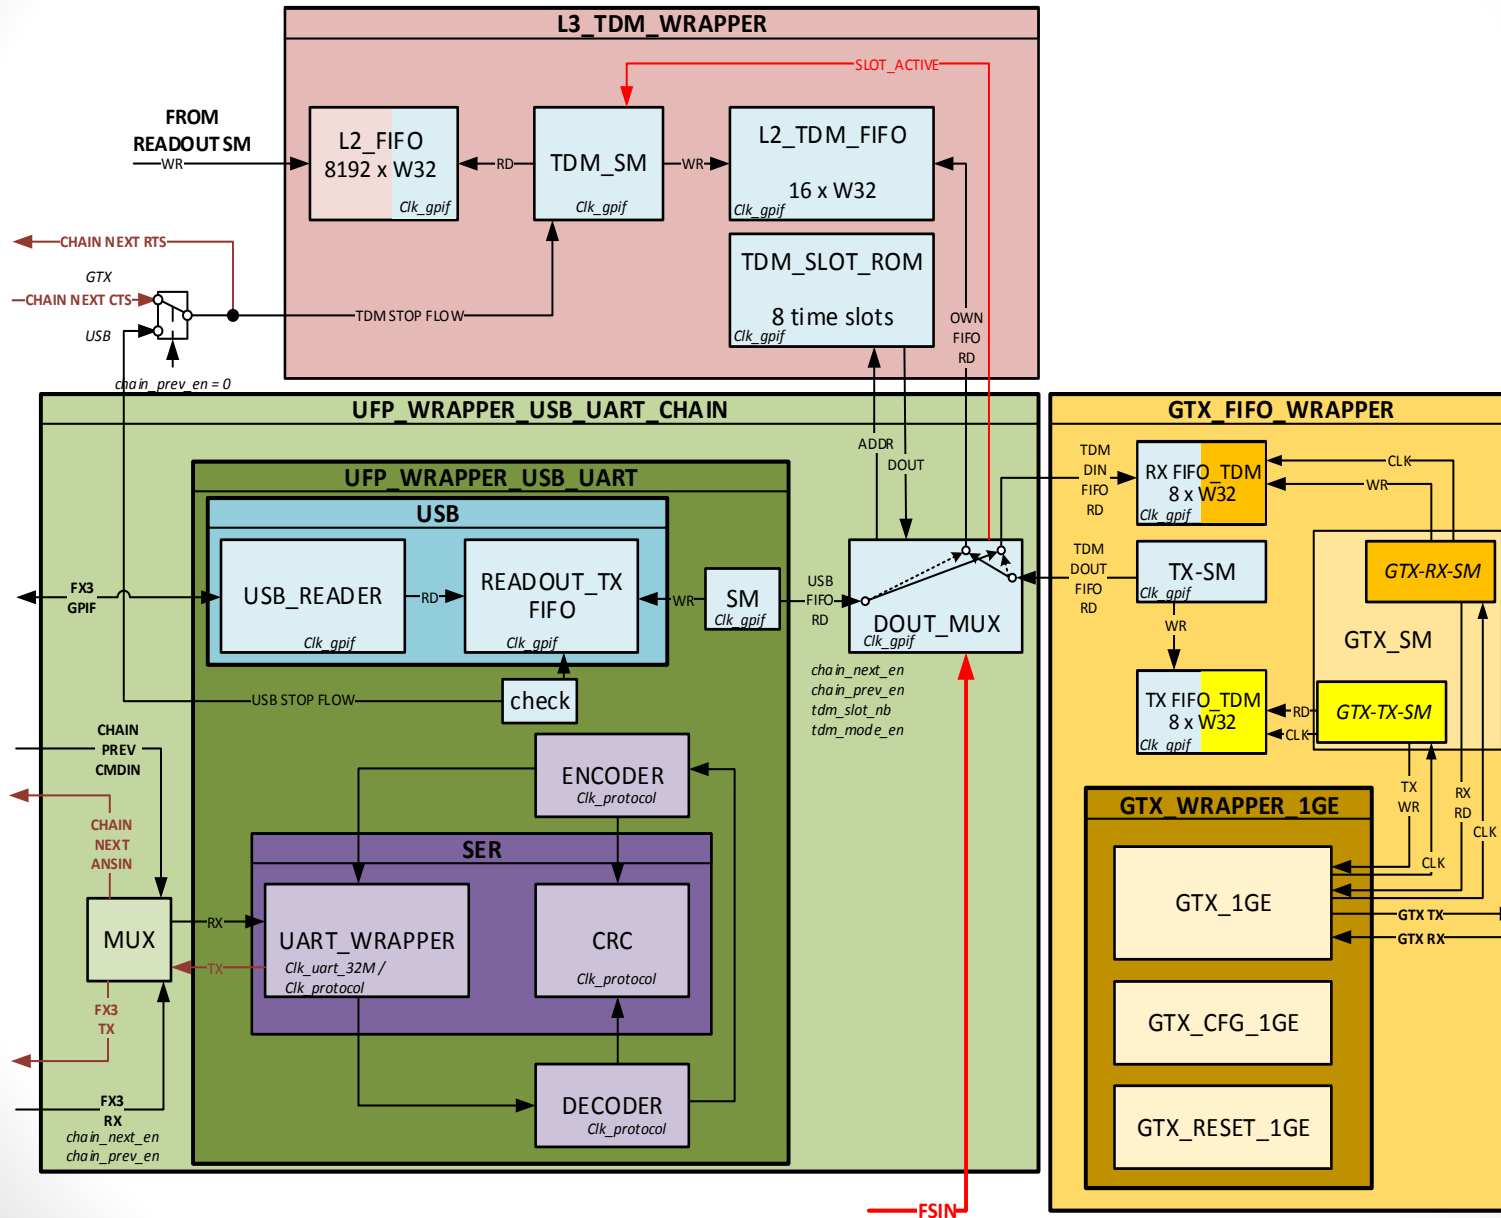 L3_TDM_WRAPPER
SLOT_ACTIVE
FROM
READOUT SM
WR
L2_FIFO
8192 x W32
Clk_gpif
RD
TDM_SM
Clk_gpif
WR
L2_TDM_FIFO
16 x W32
Clk_gpif
TDM_SLOT_ROM
8 time slots
Clk_gpif
OWN
FIFO
RD
CHAIN NEXT RTS
GTX
CHAIN NEXT CTS
USB
TDM STOP FLOW
chain_prev_en = 0
UFP_WRAPPER_USB_UART_CHAIN
ADDR
DOUT
UFP_WRAPPER_USB_UART
USB
FX3
GPIF
USB_READER
Clk_gpif
RD
READOUT_TX
FIFO
Clk_gpif
WR
SM
Clk_gpif
USB
FIFO
RD
DOUT_MUX
Clk_gpif
chain_next_en
chain_prev_en
tdm_slot_nb
tdm_mode_en
USB STOP FLOW
check
CHAIN
PREV
CMDIN
CHAIN
NEXT
ANSIN
ENCODER
Clk_protocol
SER
MUX
RX
TX
UART_WRAPPER
Clk_uart_32M /
Clk_protocol
CRC
Clk_protocol
FX3
TX
DECODER
Clk_protocol
FX3
RX
chain_next_en
chain_prev_en
FSIN
GTX_FIFO_WRAPPER
TDM
DIN
FIFO
RD
RX FIFO_TDM
8 x W32
Clk_gpif
CLK
WR
TDM
DOUT
FIFO
RD
TX-SM
Clk_gpif
GTX-RX-SM
GTX_SM
WR
TX FIFO_TDM
8 x W32
Clk_gpif
RD
CLK
GTX-TX-SM
TX
WR
RX
RD
CLK
CLK
GTX_WRAPPER_1GE
GTX_1GE
GTX TX
GTX RX
GTX_CFG_1GE
GTX_RESET_1GE